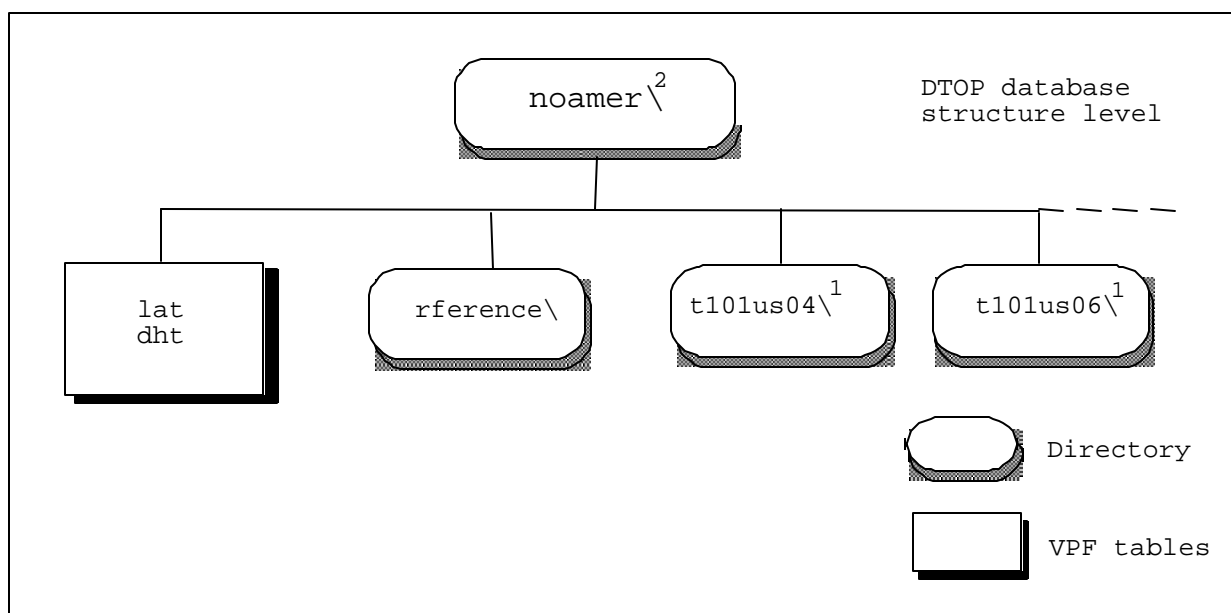 noamer\2
DTOP database
structure level
lat
dht
rference\
t101us04\1
t101us06\1
Directory
VPF tables